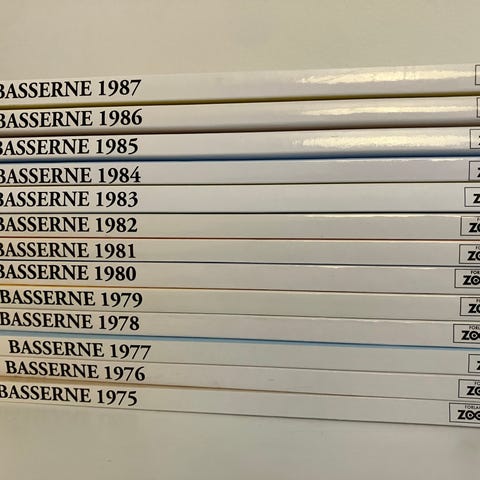 BASSERNE 1987
BASSERNE 1986
BASSERNE 1985
BASSERNE 1984
BASSERNE 1983
BASSERNE 1982
BASSERNE 1981
BASSERNE 1980
BASSERNE 1979
BASSERNE 1978
BASSERNE 1977
BASSERNE 1976
BASSERNE 1975